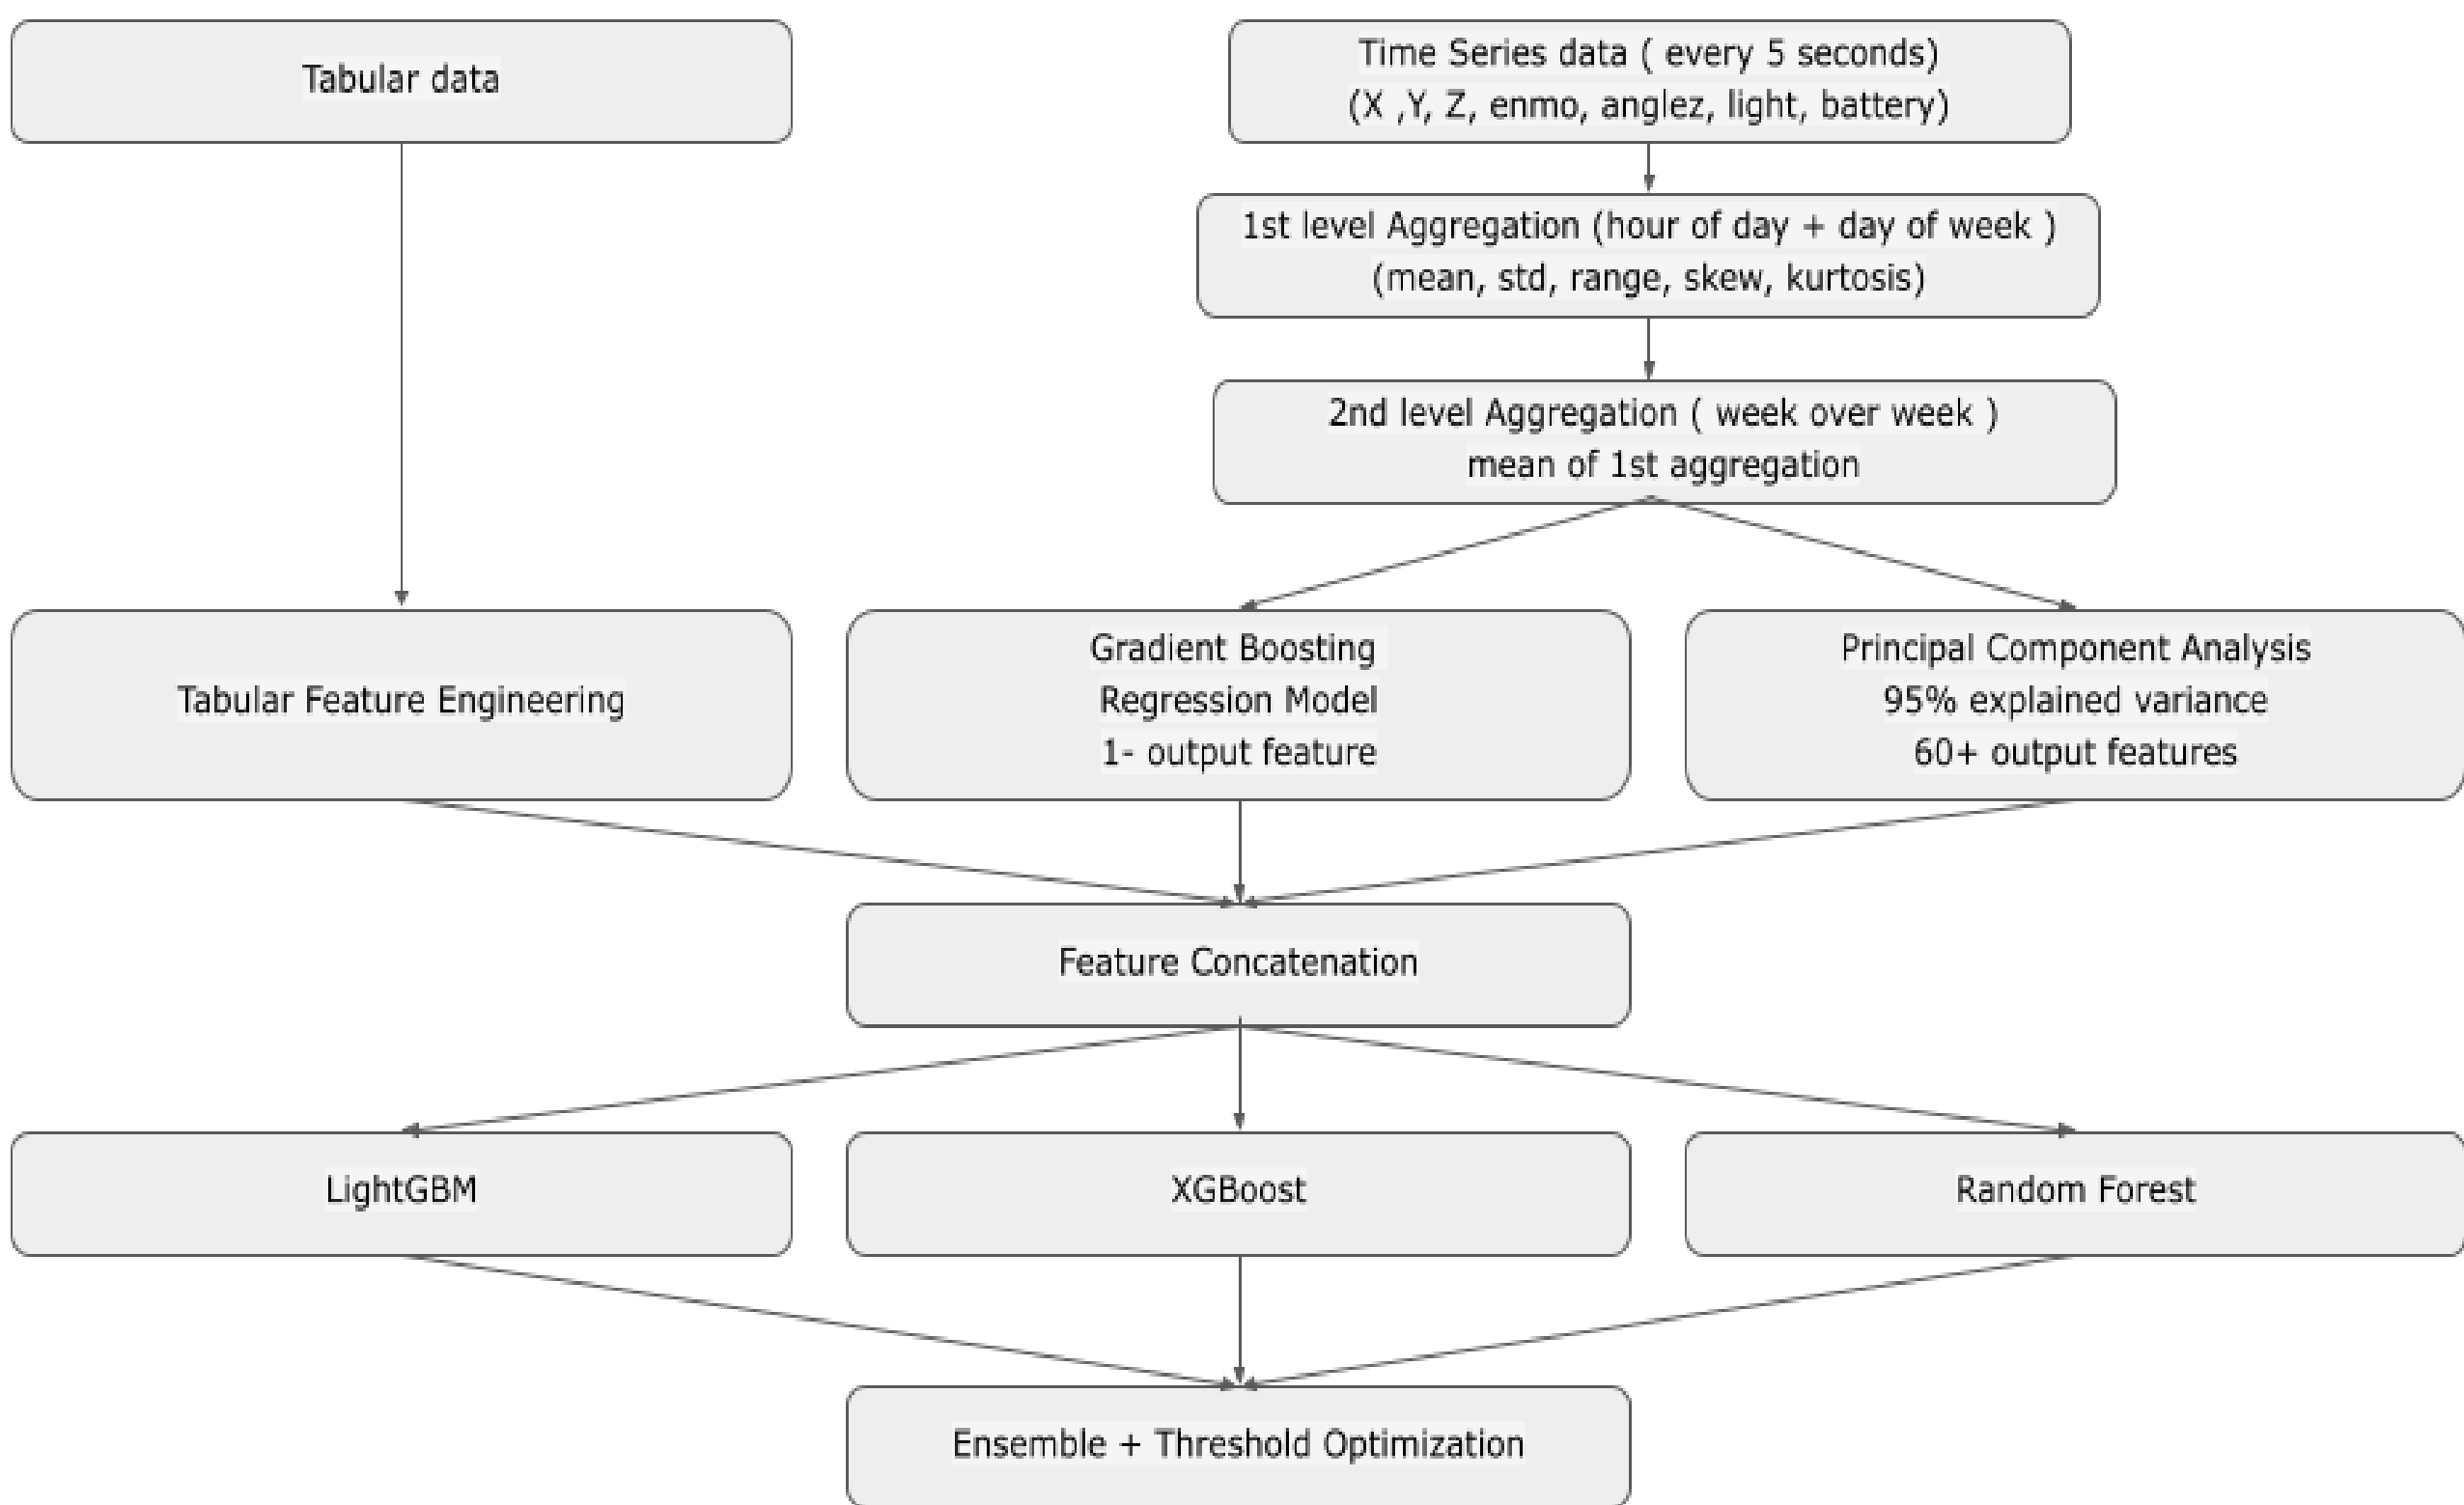 Tabular data
Time Series data ( every 5 seconds)
(X ,Y, Z, enmo, anglez, light, battery)
1st level Aggregation (hour of day + day of week )
(mean, std, range, skew, kurtosis)
2nd level Aggregation ( week over week )
mean of 1st aggregation
Tabular Feature Engineering
Gradient Boosting
Regression Model
1- output feature
Principal Component Analysis
95% explained variance
60+ output features
Feature Concatenation
LightGBM
XGBoost
Random Forest
Ensemble + Threshold Optimization